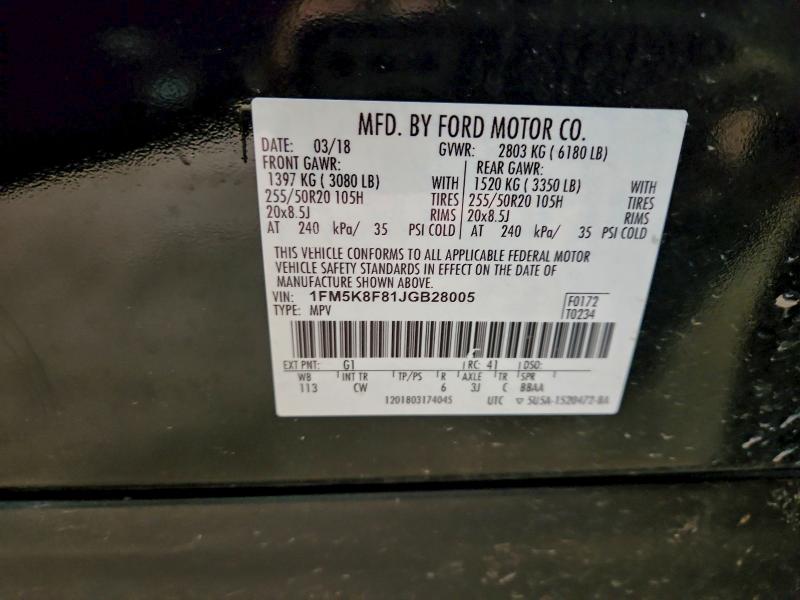 MFD. BY FORD MOTOR CO.
DATE: 03/18 GVWR: 2803 KG ( 6180 LB)
FRONT GAWR: REAR GAWR:
1397 KG ( 3080 LB) WITH 1520 KG ( 3350 LB) WITH
255/50R20 105H TIRES 255/50R20 105H TIRES
20x8.5J RIMS 20x8.5J RIMS
AT 240 kPa/ 35 PSI COLD AT 240 kPa/ 35 PSI COLD
THIS VEHICLE CONFORMS TO ALL APPLICABLE FEDERAL MOTOR
VEHICLE SAFETY STANDARDS IN EFFECT ON THE DATE OF
MANUFACTURE SHOWN ABOVE.
VIN: 1FM5K8F81JGB28005 F0172
TYPE: MPV T0234
EXT PNT: G1 RC: 41 DSO:
WB INT TR TP/PS R AXLE TR SPR
113 CW 6 3J C BBAA
1201803174045 UTC ▽ 5U5A-1520472-BA